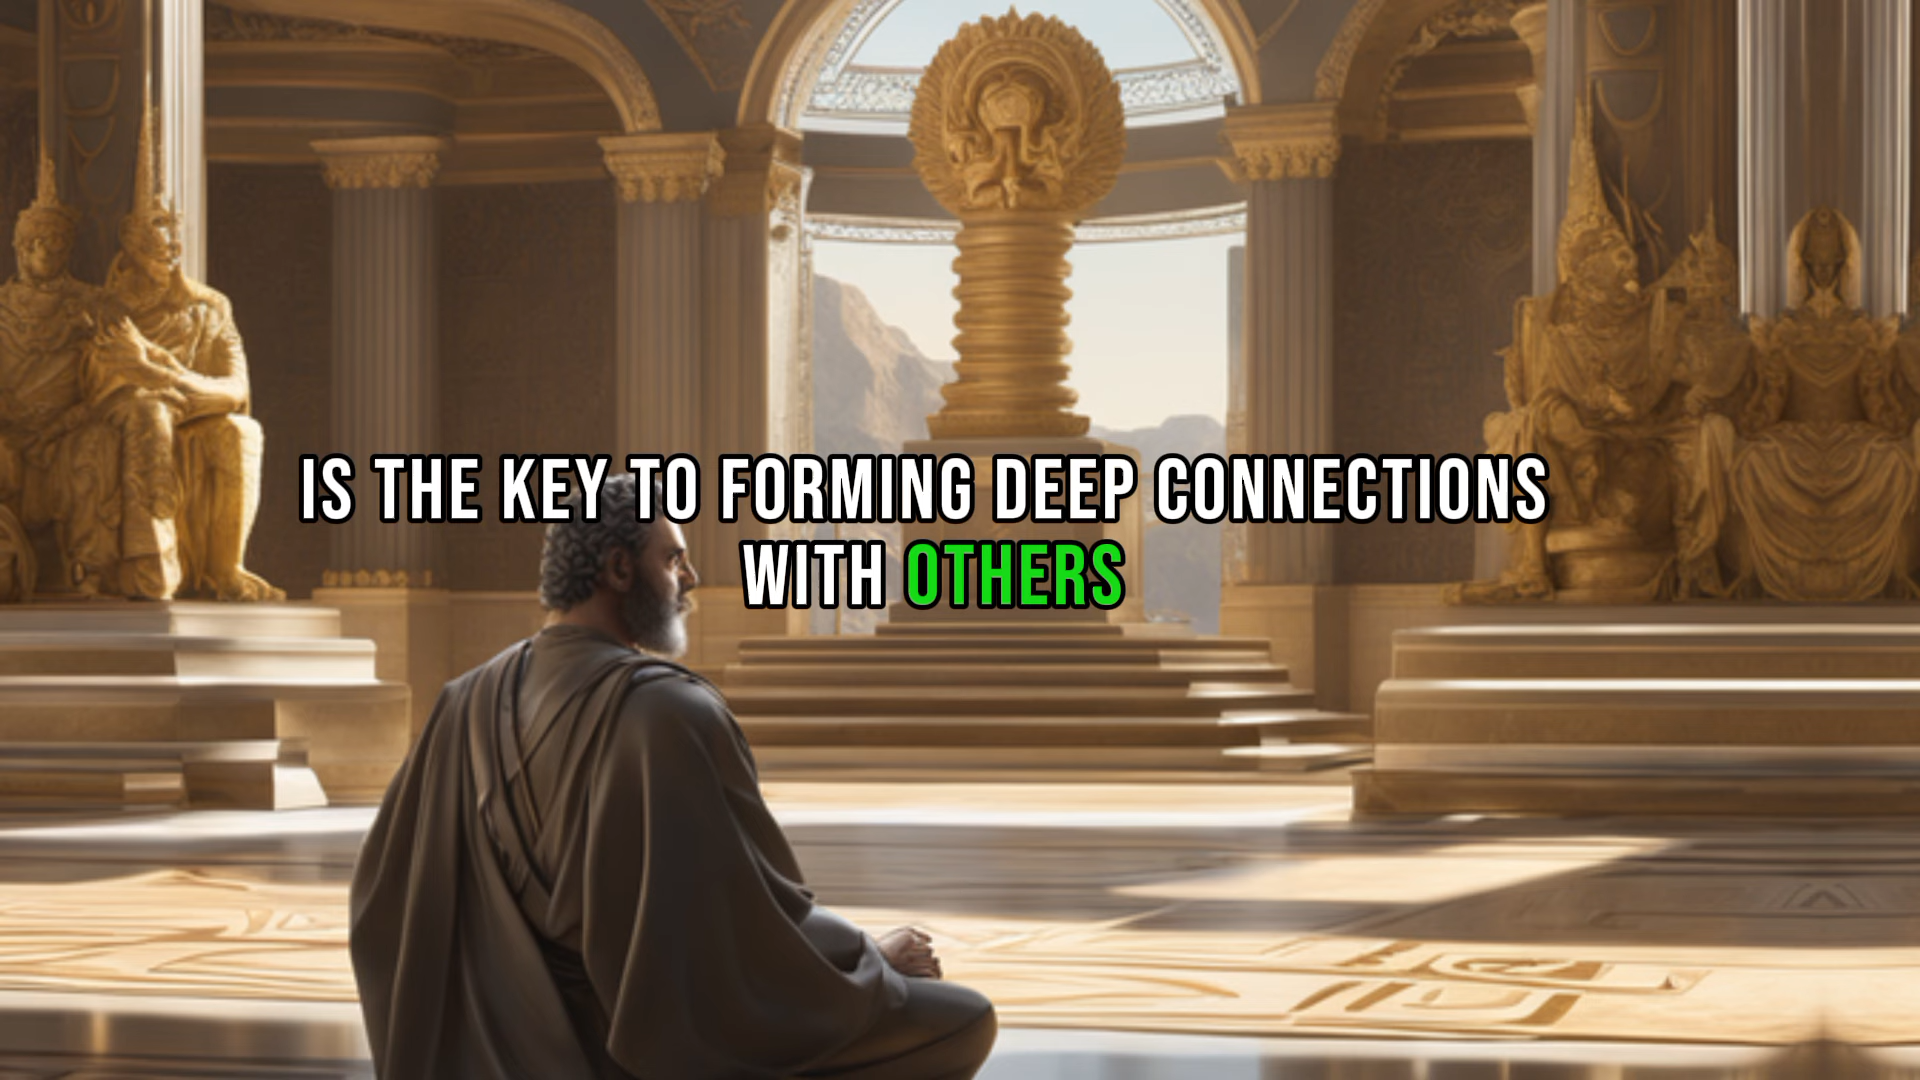 IS THE KEY TO FORMING DEEP CONNECTIONS
WITH OTHERS